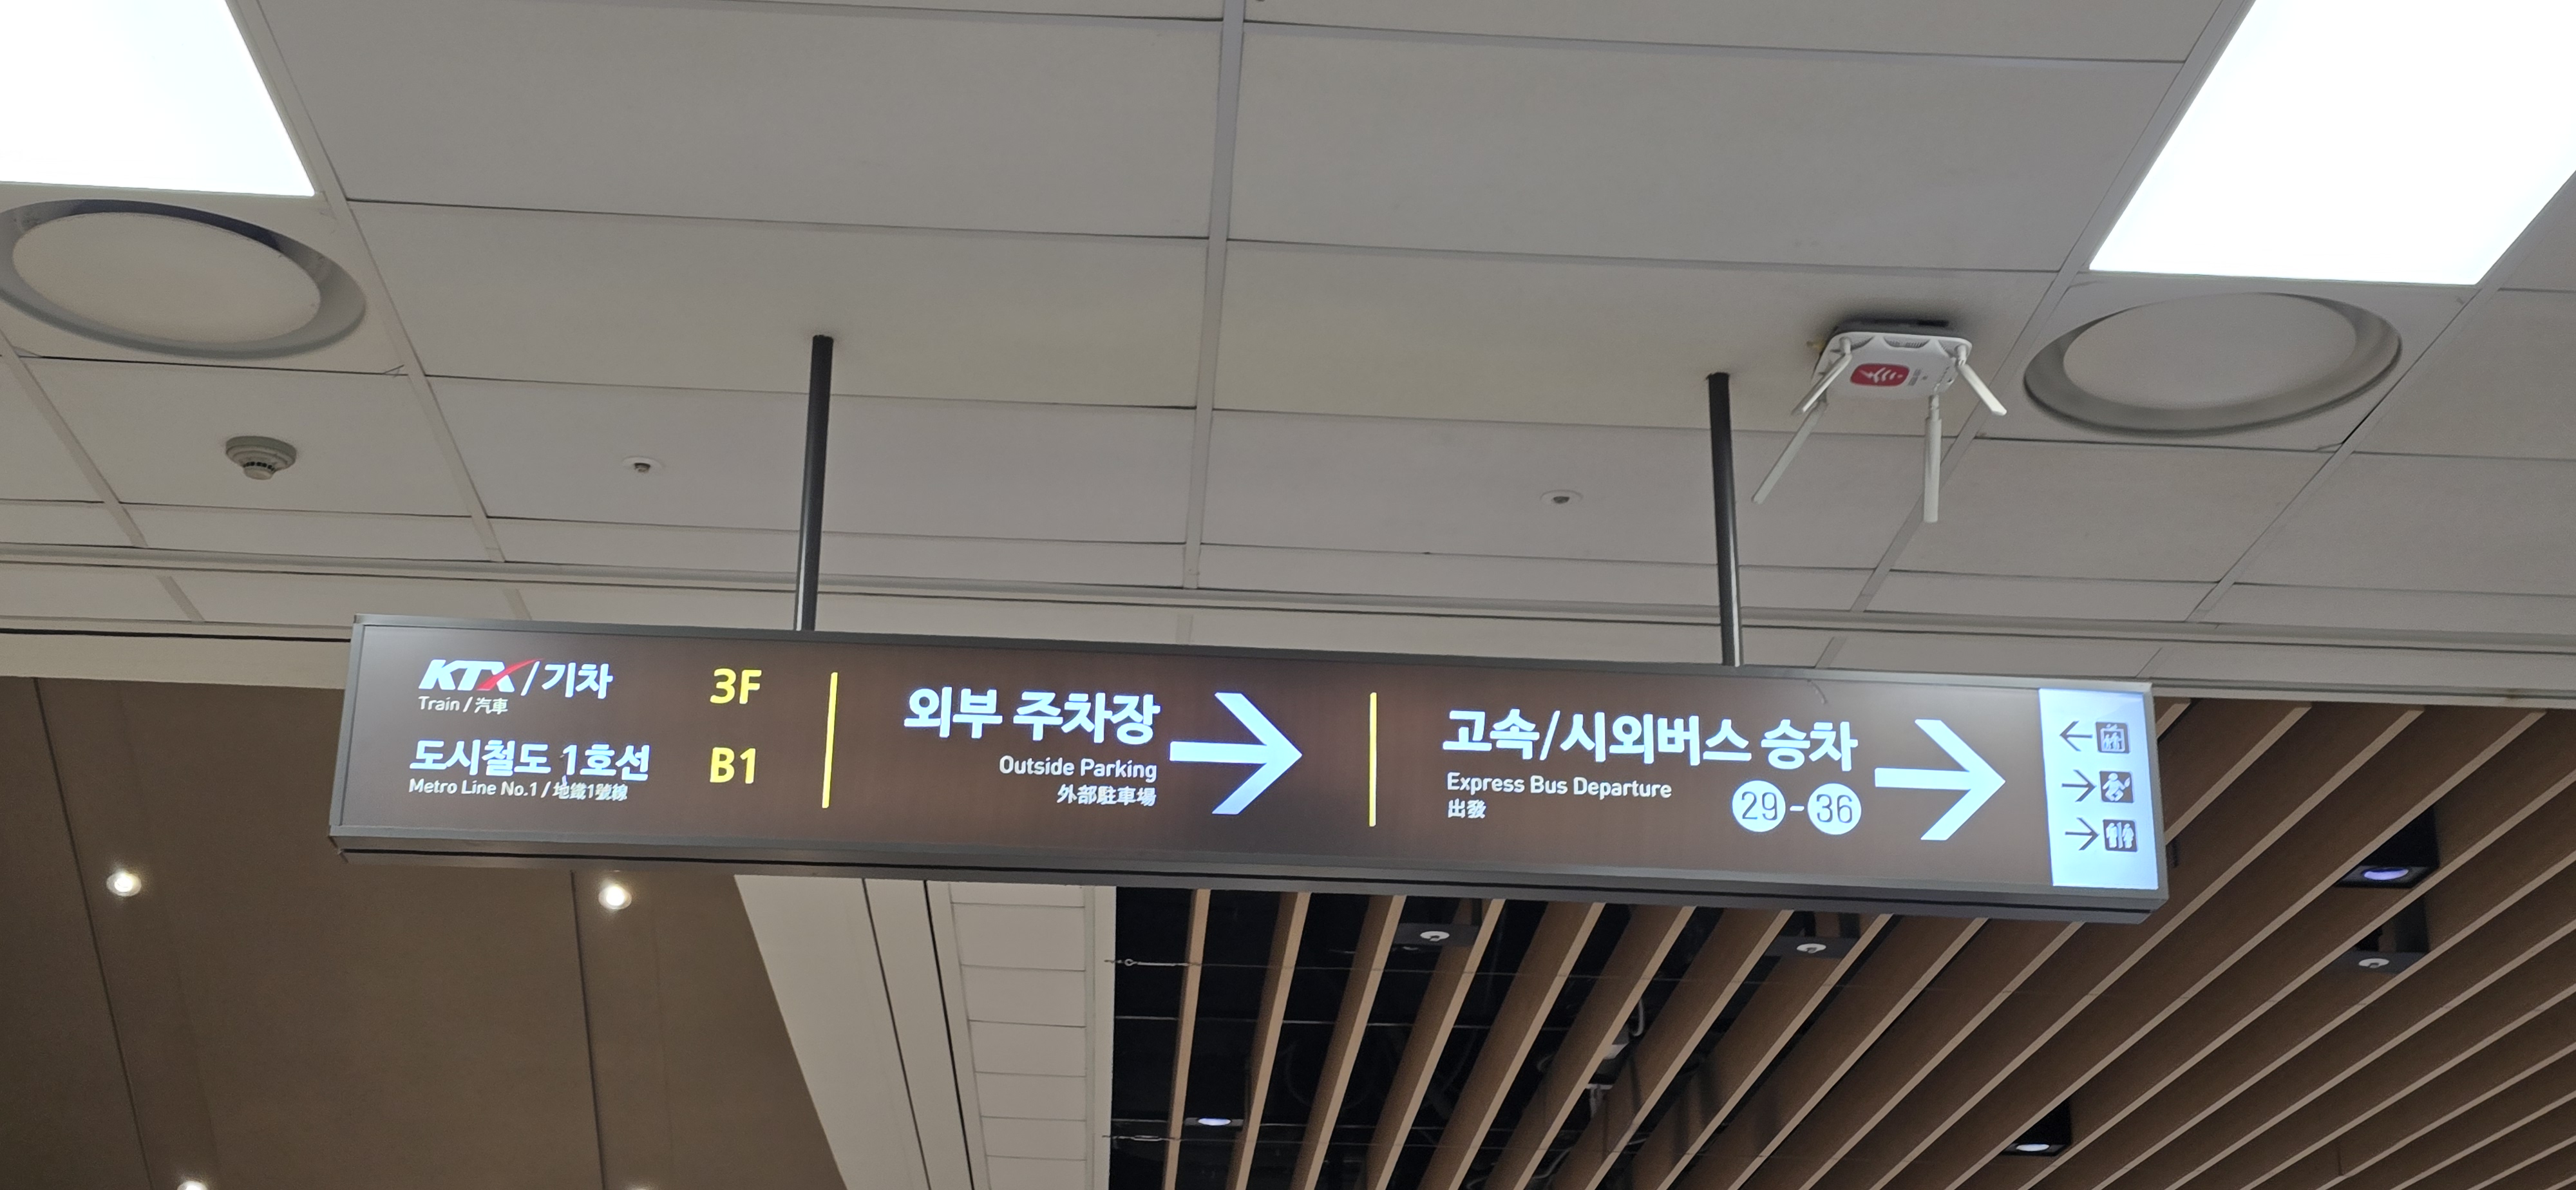 KTX/기차 3F
Train / 汽車
도시철도 1호선 B1
Metro Line No.1 / 地鐵1號線
외부 주차장
Outside Parking
外部駐車場
고속/시외버스 승차
Express Bus Departure
出發
29-36